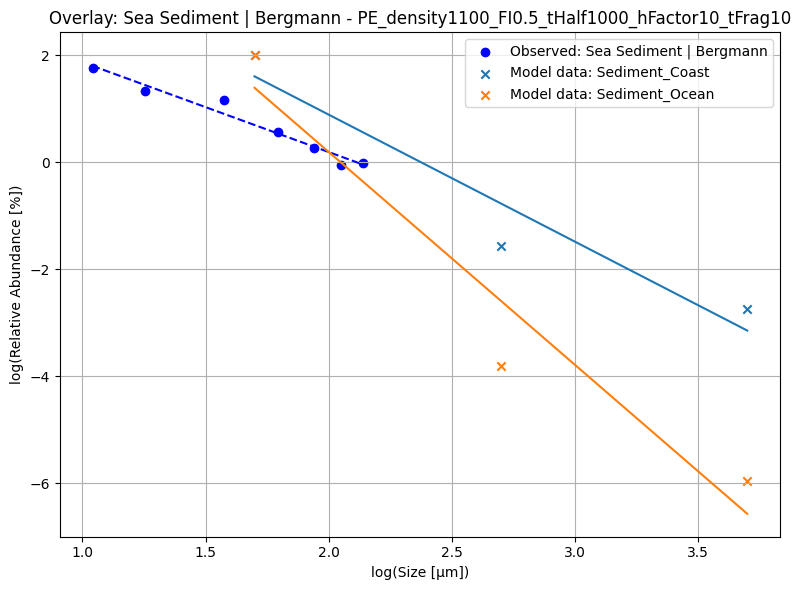 Overlay: Sea Sediment | Bergmann - PE_density1100_FI0.5_tHalf1000_hFactor10_tFrag10
Observed: Sea Sediment | Bergmann
Model data: Sediment_Coast
Model data: Sediment_Ocean
log(Relative Abundance [%])
2
0
−2
−4
−6
1.0 1.5 2.0 2.5 3.0 3.5
log(Size [µm])